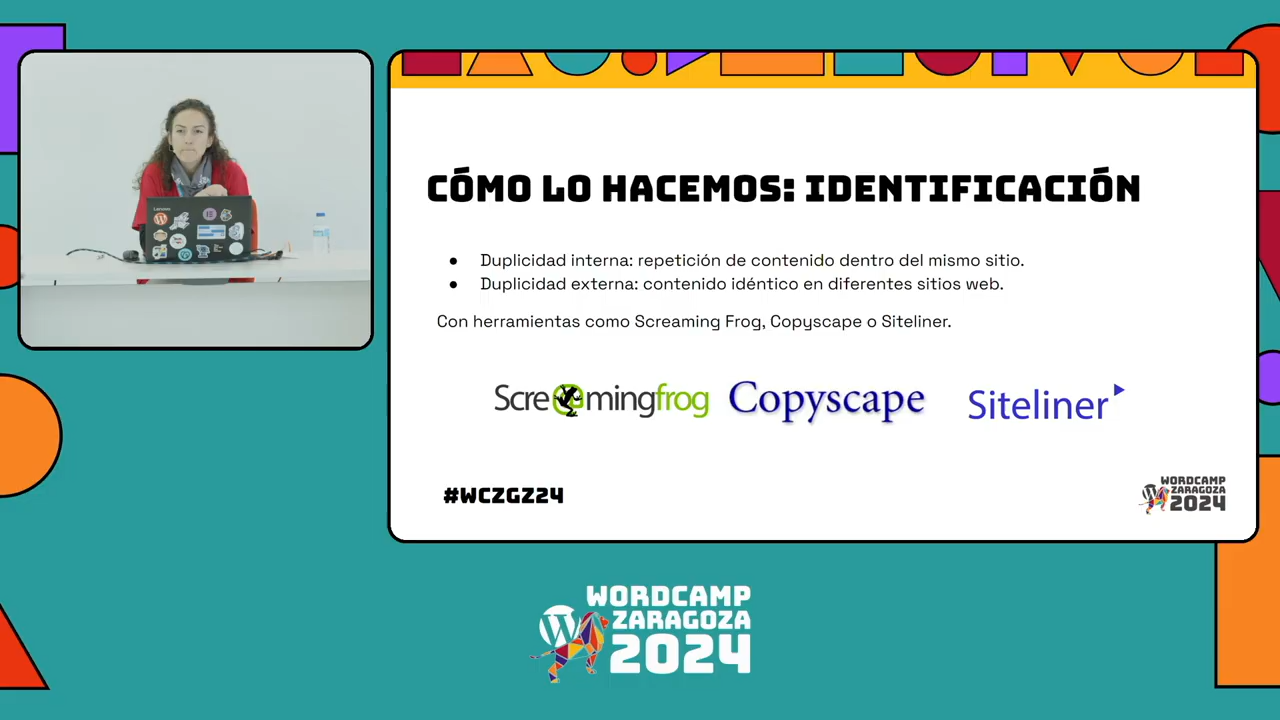 CÓMO LO HACEMOS: IDENTIFICACIÓN
● Duplicidad interna: repetición de contenido dentro del mismo sitio.
● Duplicidad externa: contenido idéntico en diferentes sitios web.
Con herramientas como Screaming Frog, Copyscape o Siteliner.
Screamingfrog
Copyscape
Siteliner
#WCZGZ24
WORDCAMP
ZARAGOZA
2024
WORDCAMP
ZARAGOZA
2024
Lenovo